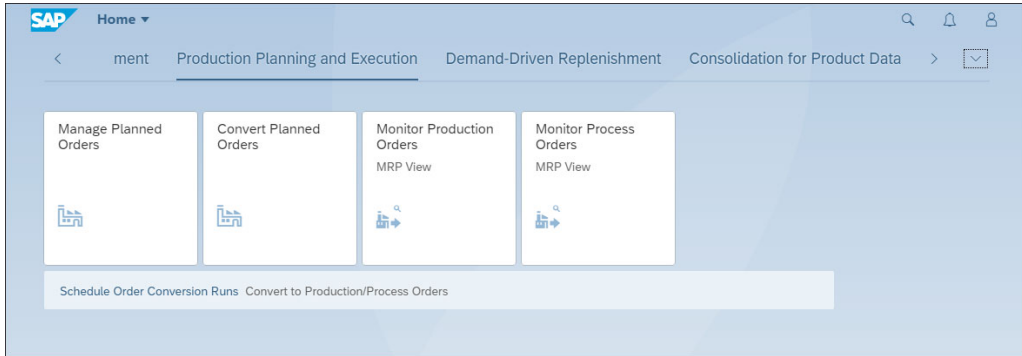 SAP Home
ment Production Planning and Execution Demand-Driven Replenishment Consolidation for Product Data
Manage Planned
Orders
Convert Planned
Orders
Monitor Production
Orders
MRP View
Monitor Process
Orders
MRP View
Schedule Order Conversion Runs Convert to Production/Process Orders